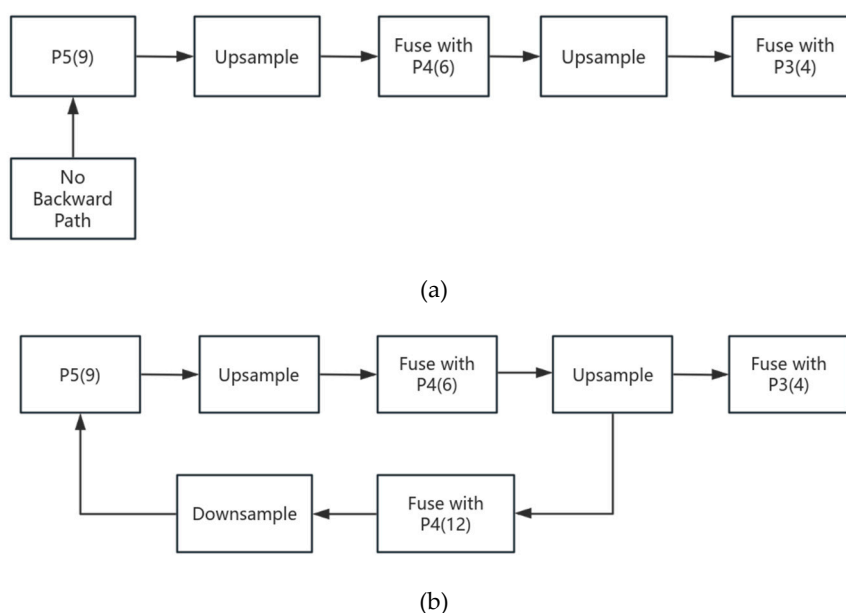 P5(9)
Upsample
Fuse with
P4(6)
Upsample
Fuse with
P3(4)
No
Backward
Path
(a)
P5(9)
Upsample
Fuse with
P4(6)
Upsample
Fuse with
P3(4)
Downsample
Fuse with
P4(12)
(b)